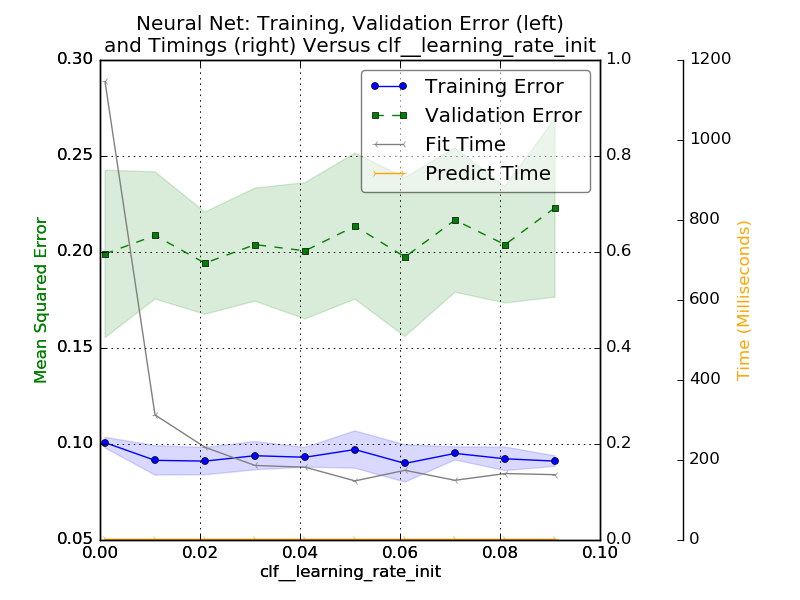 Neural Net: Training, Validation Error (left)
and Timings (right) Versus clf__learning_rate_init
Training Error
Validation Error
Fit Time
Predict Time
Mean Squared Error
0.30
0.25
0.20
0.15
0.10
0.05
0.00
0.02
0.04
0.06
0.08
0.10
clf__learning_rate_init
1.0
0.8
0.6
0.4
0.2
0.0
1200
1000
800
600
400
200
0
Time (Milliseconds)